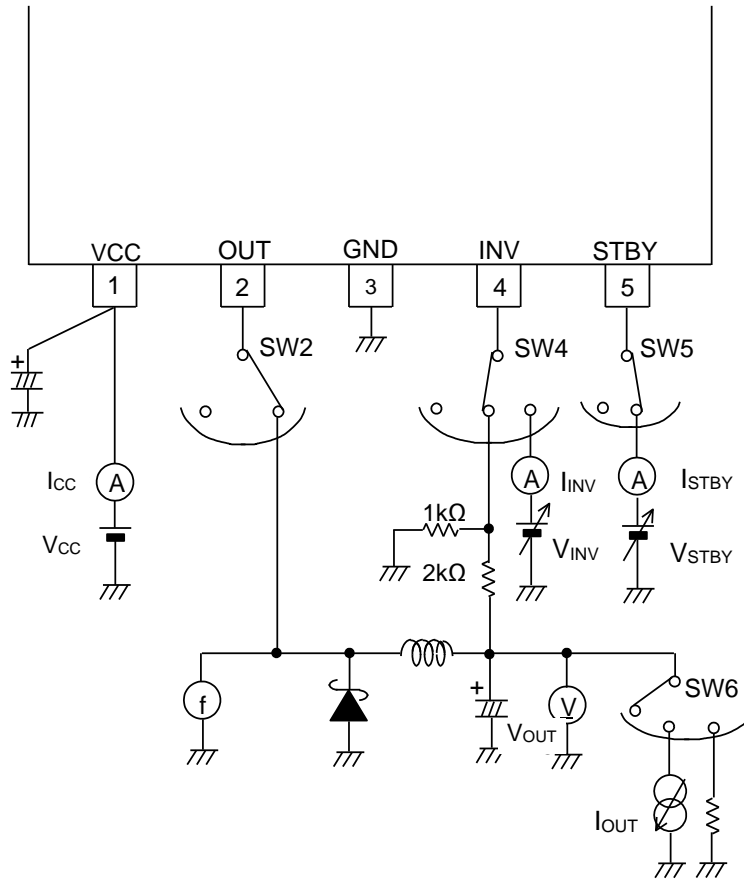 VCC OUT GND INV STBY
1 2 3 4 5
SW2 SW4 SW5
+
ICC A
A IINV
A ISTBY
VCC
1kΩ
VINV
VSTBY
2kΩ
f
+
VOUT
V
SW6
IOUT